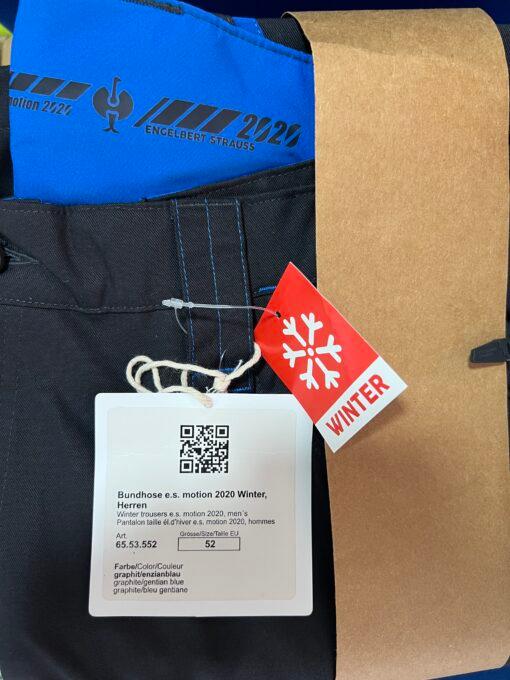 motion 2020
2020
ENGELBERT STRAUSS
WINTER
Bundhose e.s. motion 2020 Winter,
Herren
Winter trousers e.s. motion 2020, men´s
Pantalon taille él.d'hiver e.s. motion 2020, hommes
Art.
65.53.552
Grösse/Size/Taille EU
52
Farbe/Color/Couleur
graphit/enzianblau
graphite/gentian blue
graphite/bleu gentiane